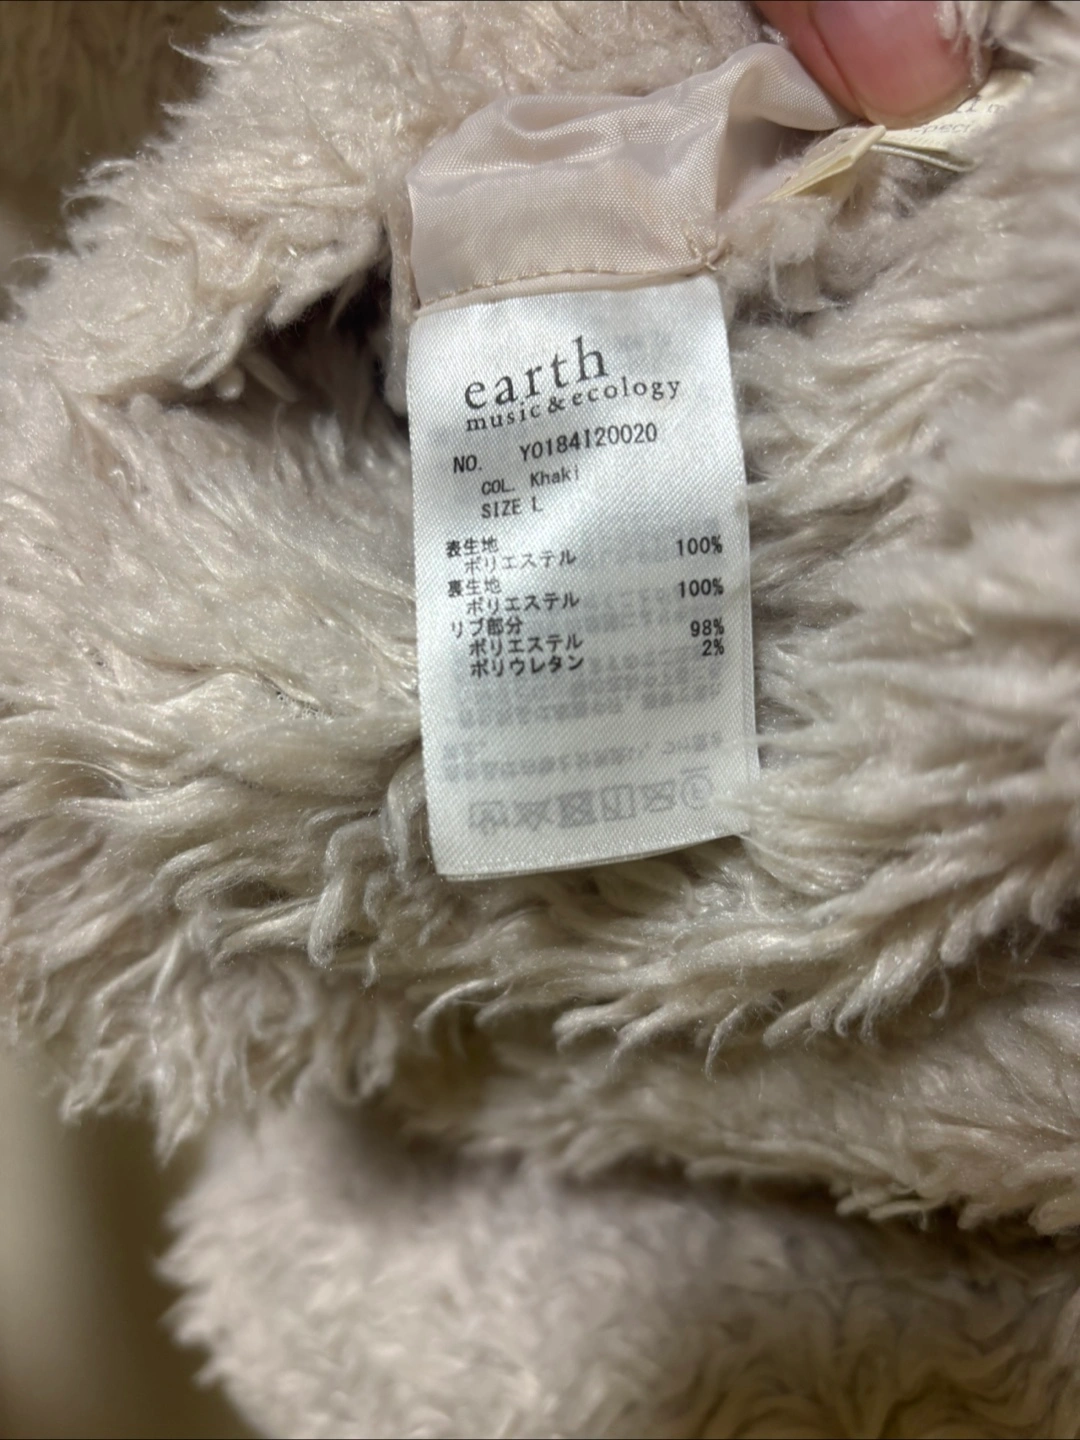 earth
music & ecology
NO. Y0184120020
COL. Khaki
SIZE L
表生地
ポリエステル 100%
裏生地
ポリエステル 100%
リブ部分
ポリエステル 98%
ポリウレタン 2%